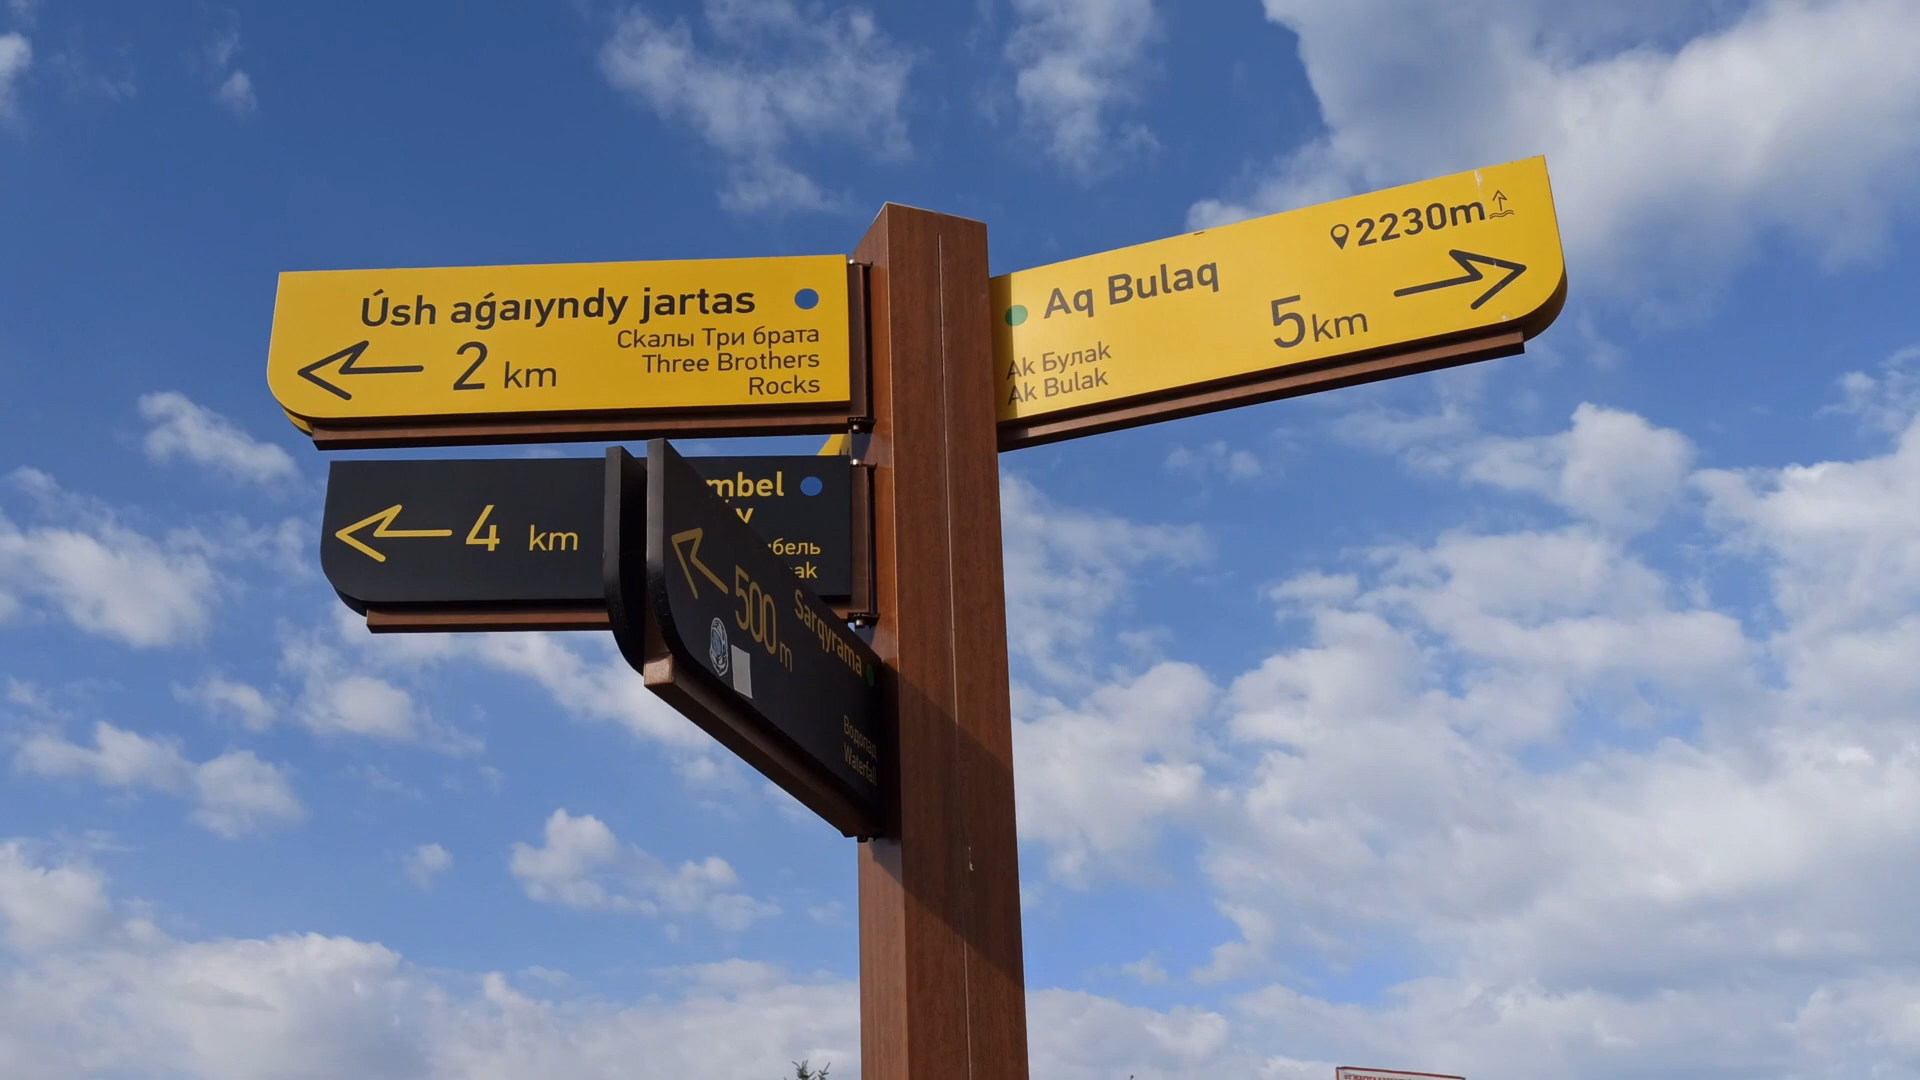 Úsh aǵaıyndy jartas
Скалы Три брата
Three Brothers
Rocks
2 km
2230m
Aq Bulaq
5km
Ak Булак
Ak Bulak
mbel
4 km
бель
ak
500 m
Sarqyrama
Водопад
Waterfall